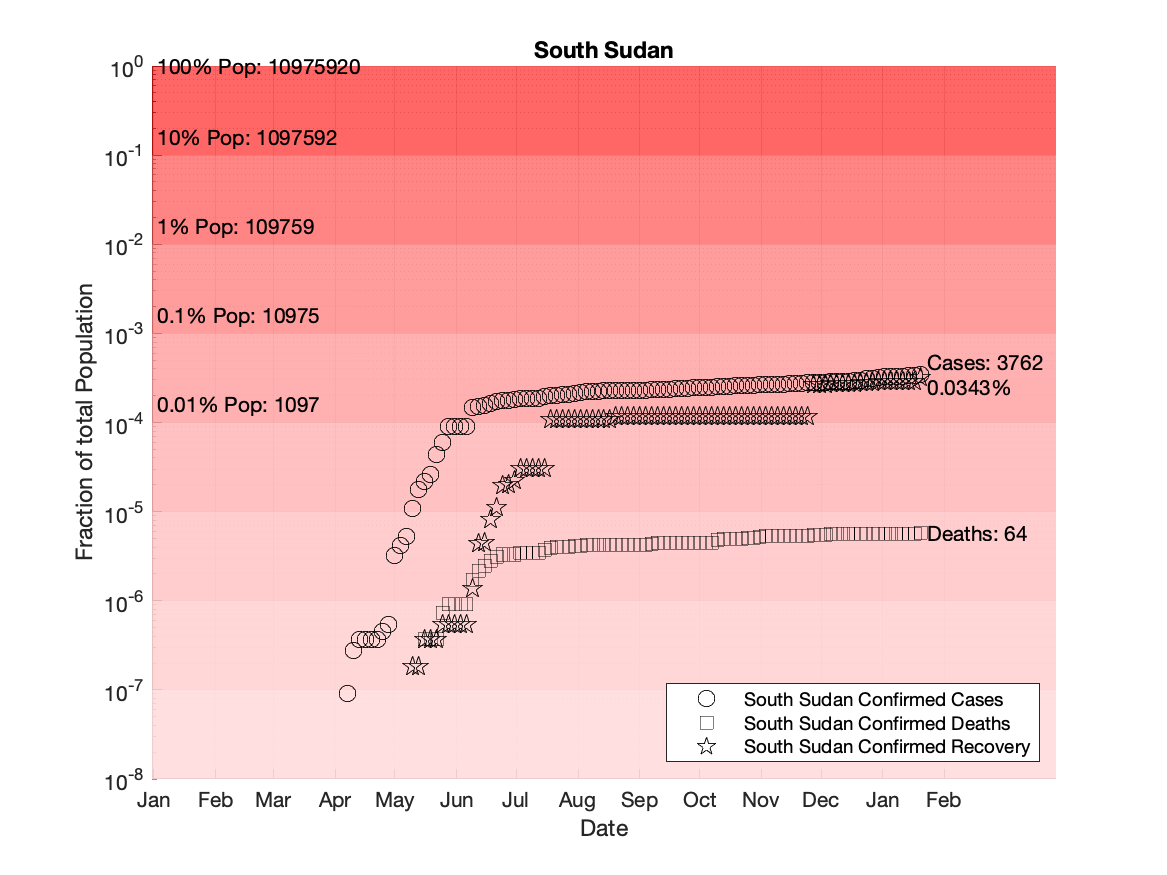 South Sudan
10^0
100% Pop: 10975920
10% Pop: 1097592
10^-1
1% Pop: 109759
10^-2
0.1% Pop: 10975
10^-3
Cases: 3762
0.0343%
0.01% Pop: 1097
10^-4
10^-5
Deaths: 64
10^-6
10^-7
10^-8
Fraction of total Population
South Sudan Confirmed Cases
South Sudan Confirmed Deaths
South Sudan Confirmed Recovery
Jan Feb Mar Apr May Jun Jul Aug Sep Oct Nov Dec Jan Feb
Date